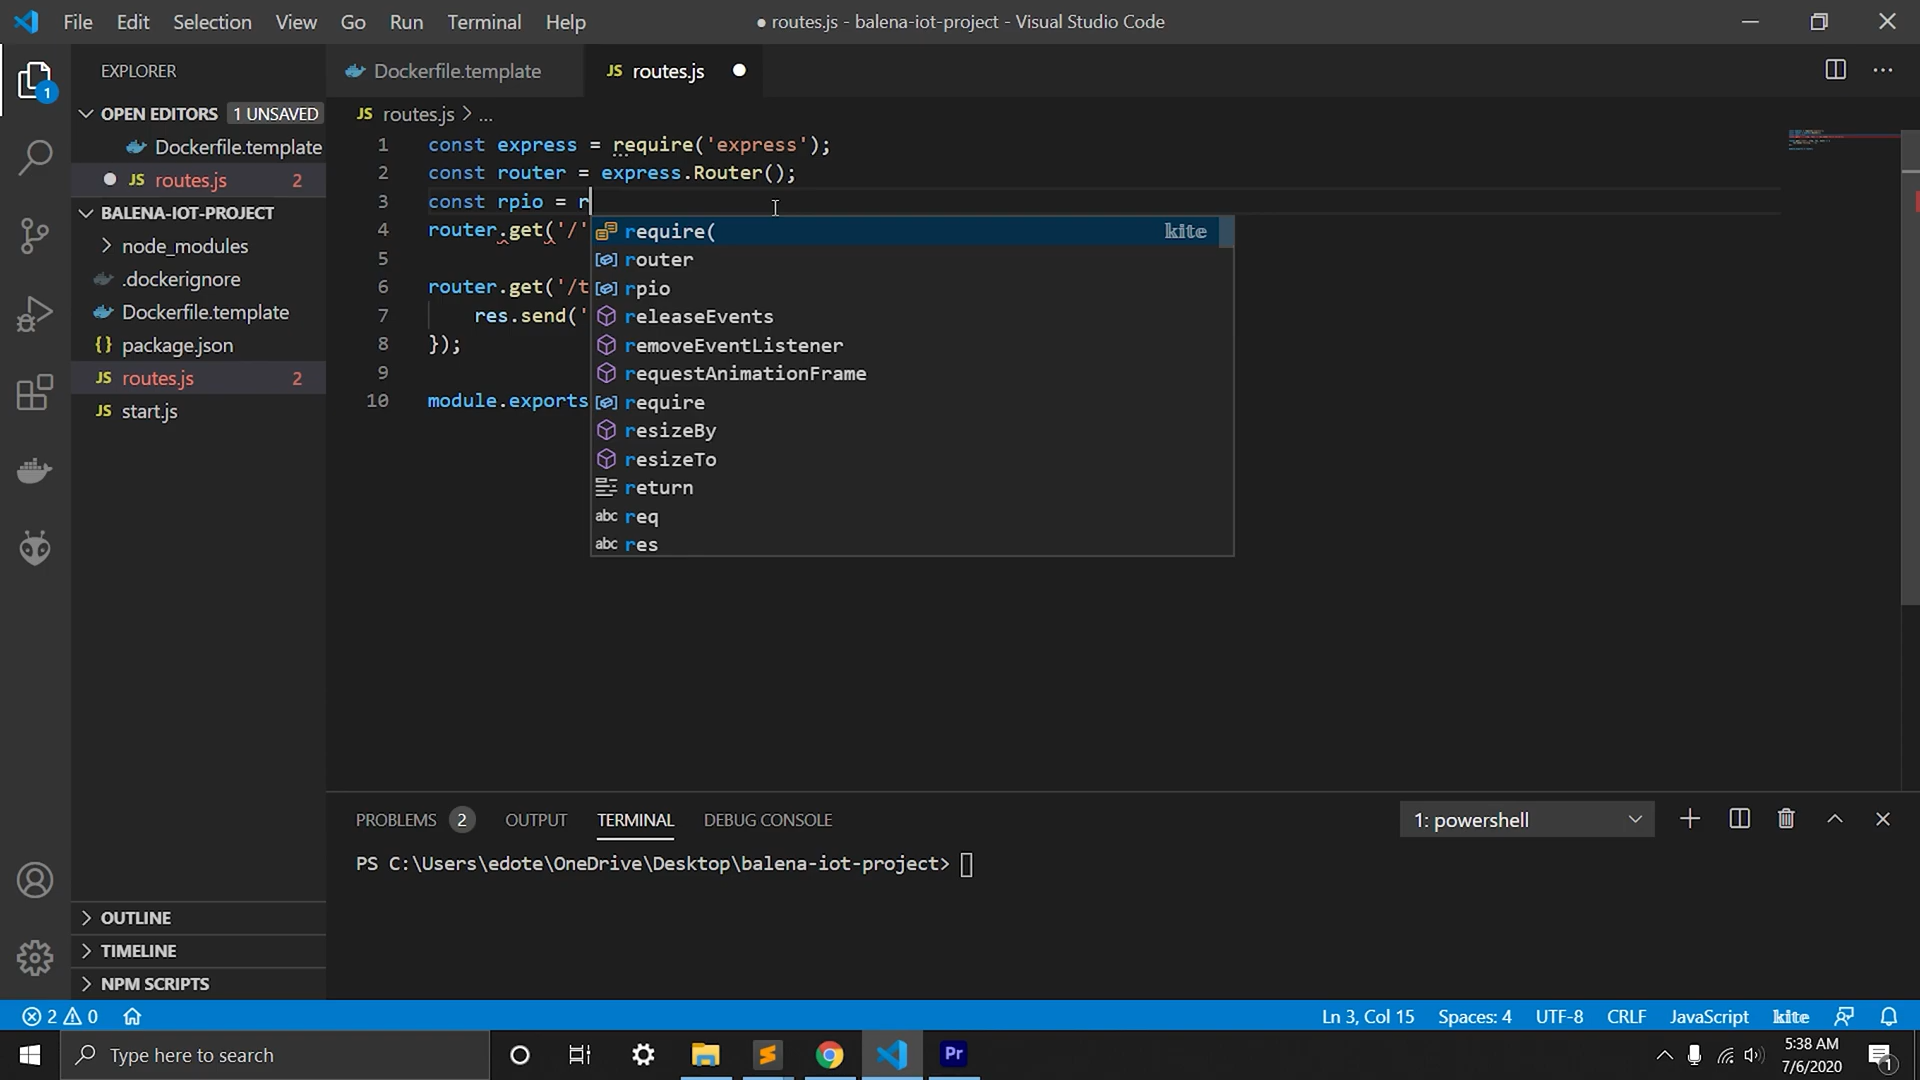 File Edit Selection View Go Run Terminal Help
● routes.js - balena-iot-project - Visual Studio Code
EXPLORER
OPEN EDITORS 1 UNSAVED
Dockerfile.template
JS routes.js 2
BALENA-IOT-PROJECT
node_modules
.dockerignore
Dockerfile.template
{} package.json
JS routes.js 2
JS start.js
OUTLINE
TIMELINE
NPM SCRIPTS
1
Dockerfile.template
JS routes.js
JS routes.js > ...
1 const express = require('express');
2 const router = express.Router();
3 const rpio = r
4 router.get('/'
5
6 router.get('/t
7 res.send('
8 });
9
10 module.exports
require( kite
router
rpio
releaseEvents
removeEventListener
requestAnimationFrame
require
resizeBy
resizeTo
return
abc req
abc res
PROBLEMS 2 OUTPUT TERMINAL DEBUG CONSOLE
1: powershell
PS C:\Users\edote\OneDrive\Desktop\balena-iot-project>
2 0
Ln 3, Col 15 Spaces: 4 UTF-8 CRLF JavaScript kite
Type here to search
Pr
5:38 AM
7/6/2020
1